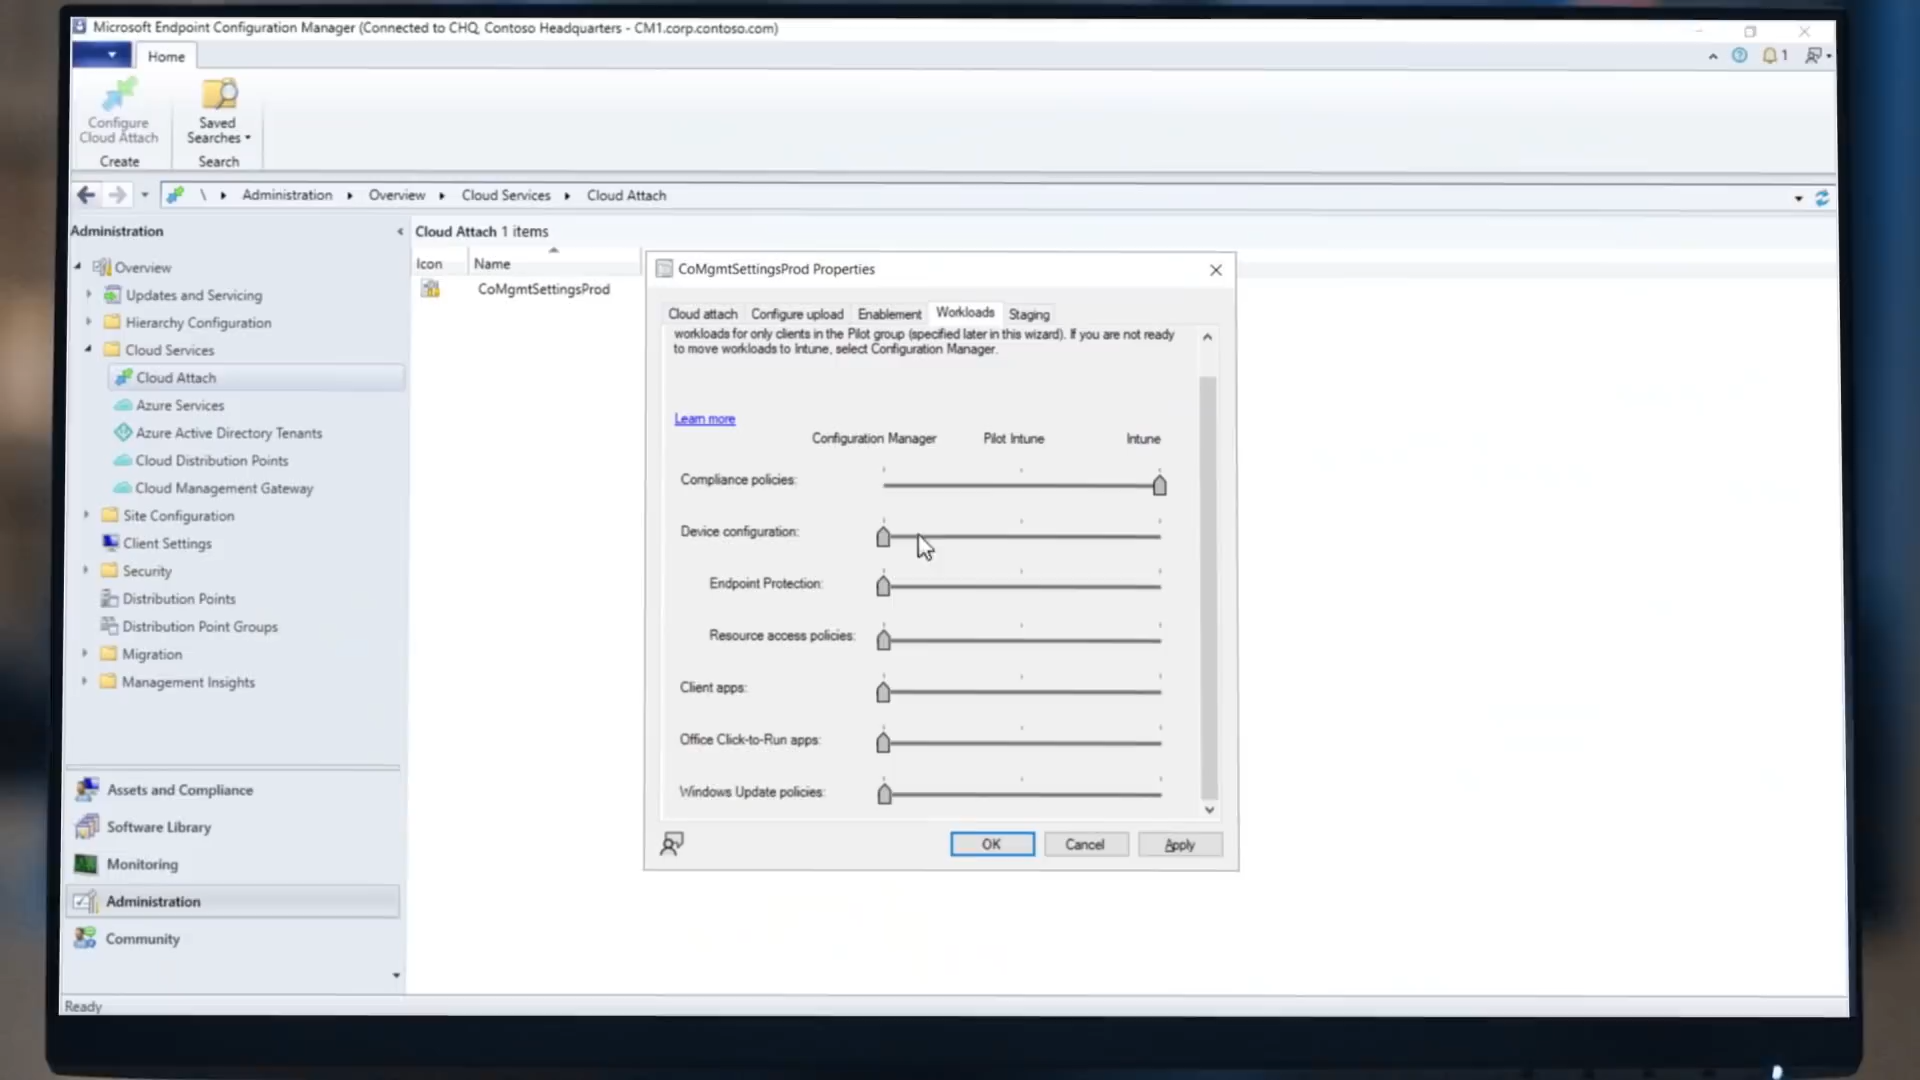 Microsoft Endpoint Configuration Manager (Connected to CHQ, Contoso Headquarters - CM1.corp.contoso.com)
Home
1
Configure
Cloud Attach
Create
Saved
Searches
Search
\ Administration Overview Cloud Services Cloud Attach
Administration
Overview
Updates and Servicing
Hierarchy Configuration
Cloud Services
Cloud Attach
Azure Services
Azure Active Directory Tenants
Cloud Distribution Points
Cloud Management Gateway
Site Configuration
Client Settings
Security
Distribution Points
Distribution Point Groups
Migration
Management Insights
Assets and Compliance
Software Library
Monitoring
Administration
Community
Ready
Cloud Attach 1 items
Icon Name
CoMgmtSettingsProd
CoMgmtSettingsProd Properties
Cloud attach Configure upload Enablement Workloads Staging
workloads for only clients in the Pilot group (specified later in this wizard). If you are not ready
to move workloads to Intune, select Configuration Manager.
Learn more
Configuration Manager Pilot Intune Intune
Compliance policies:
Device configuration:
Endpoint Protection:
Resource access policies:
Client apps:
Office Click-to-Run apps:
Windows Update policies:
OK Cancel Apply